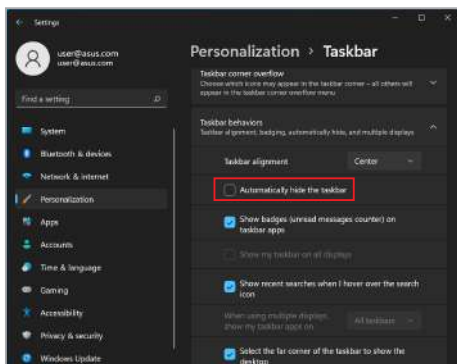 Settings
user@asus.com
user@asus.com
Find a setting
System
Bluetooth & devices
Network & internet
Personalization
Apps
Accounts
Time & language
Gaming
Accessibility
Privacy & security
Windows Update
Personalization > Taskbar
Taskbar corner overflow
Choose which icons may appear in the taskbar corner – all others will
appear in the taskbar corner overflow menu
Taskbar behaviors
Taskbar alignment, badging, automatically hide, and multiple displays
Taskbar alignment
Center
Automatically hide the taskbar
Show badges (unread messages counter) on
taskbar apps
Show my taskbar on all displays
Show recent searches when I hover over the search
icon
When using multiple displays,
show my taskbar apps on
All taskbars
Select the far corner of the taskbar to show the
desktop